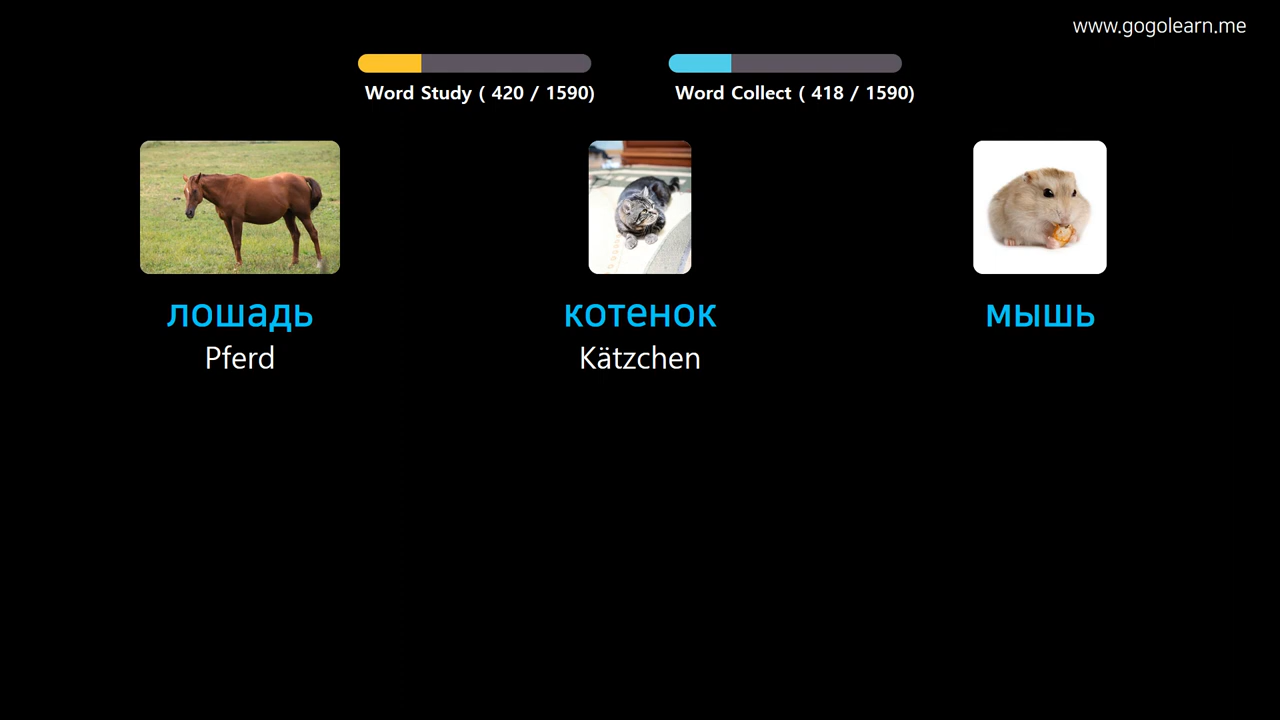 www.gogolearn.me
Word Study ( 420 / 1590)
Word Collect ( 418 / 1590)
лошадь
Pferd
котенок
Kätzchen
мышь